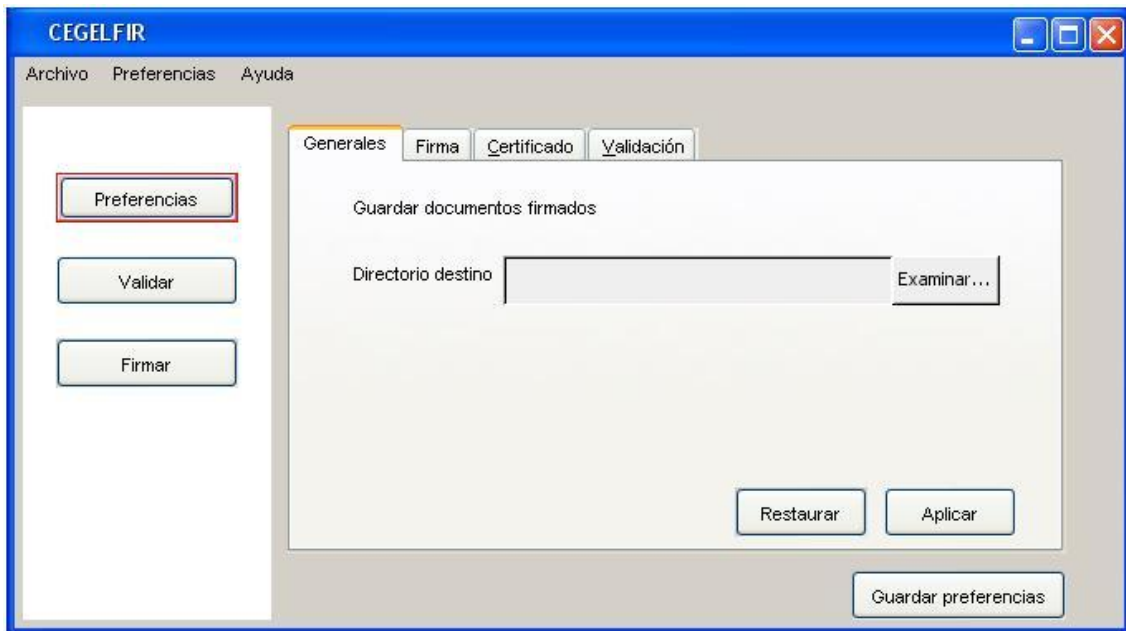 CEGELFIR
Archivo Preferencias Ayuda
Generales Firma Certificado Validación
Preferencias
Guardar documentos firmados
Validar
Directorio destino Examinar...
Firmar
Restaurar Aplicar
Guardar preferencias